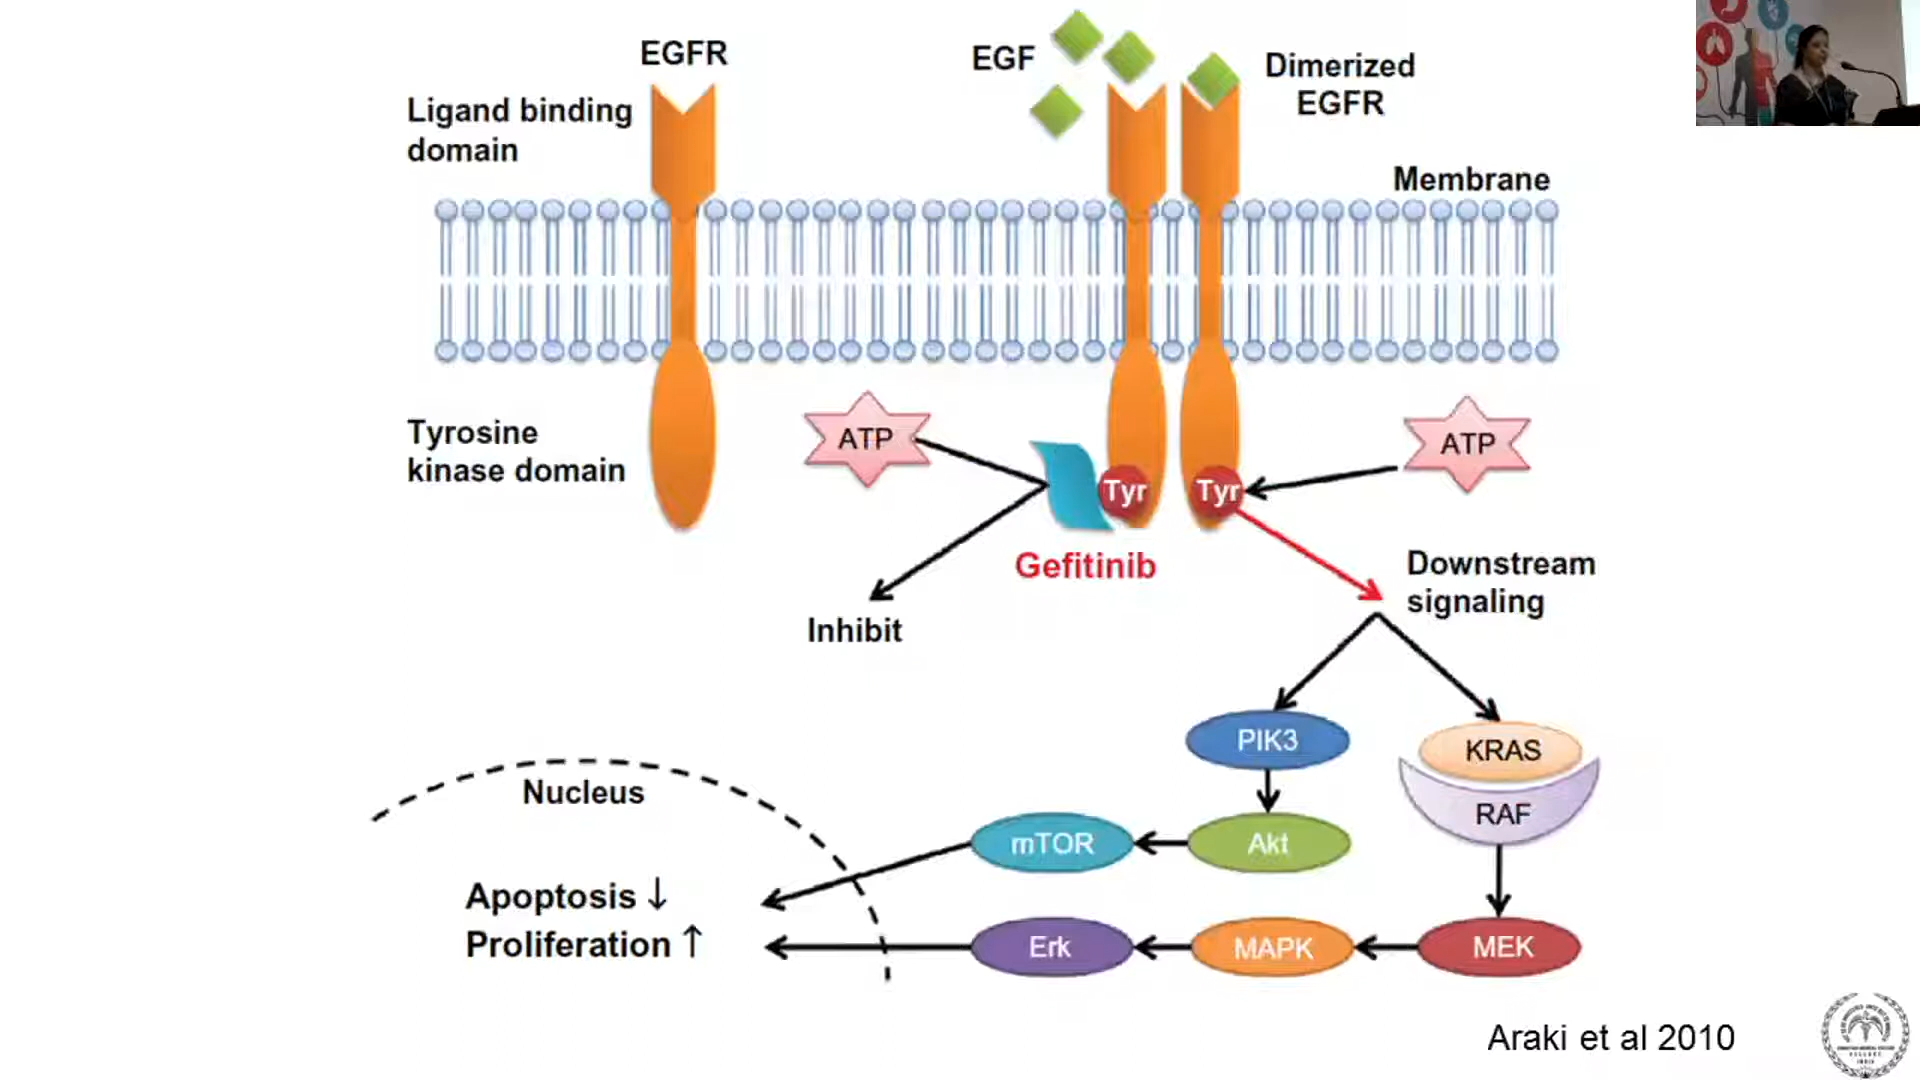 EGFR
EGF
Dimerized
EGFR
Ligand binding
domain
Membrane
Tyrosine
kinase domain
ATP
ATP
Tyr
Tyr
Gefitinib
Downstream
signaling
Inhibit
PIK3
KRAS
RAF
Nucleus
mTOR
Akt
Apoptosis ↓
Proliferation ↑
Erk
MAPK
MEK
Araki et al 2010